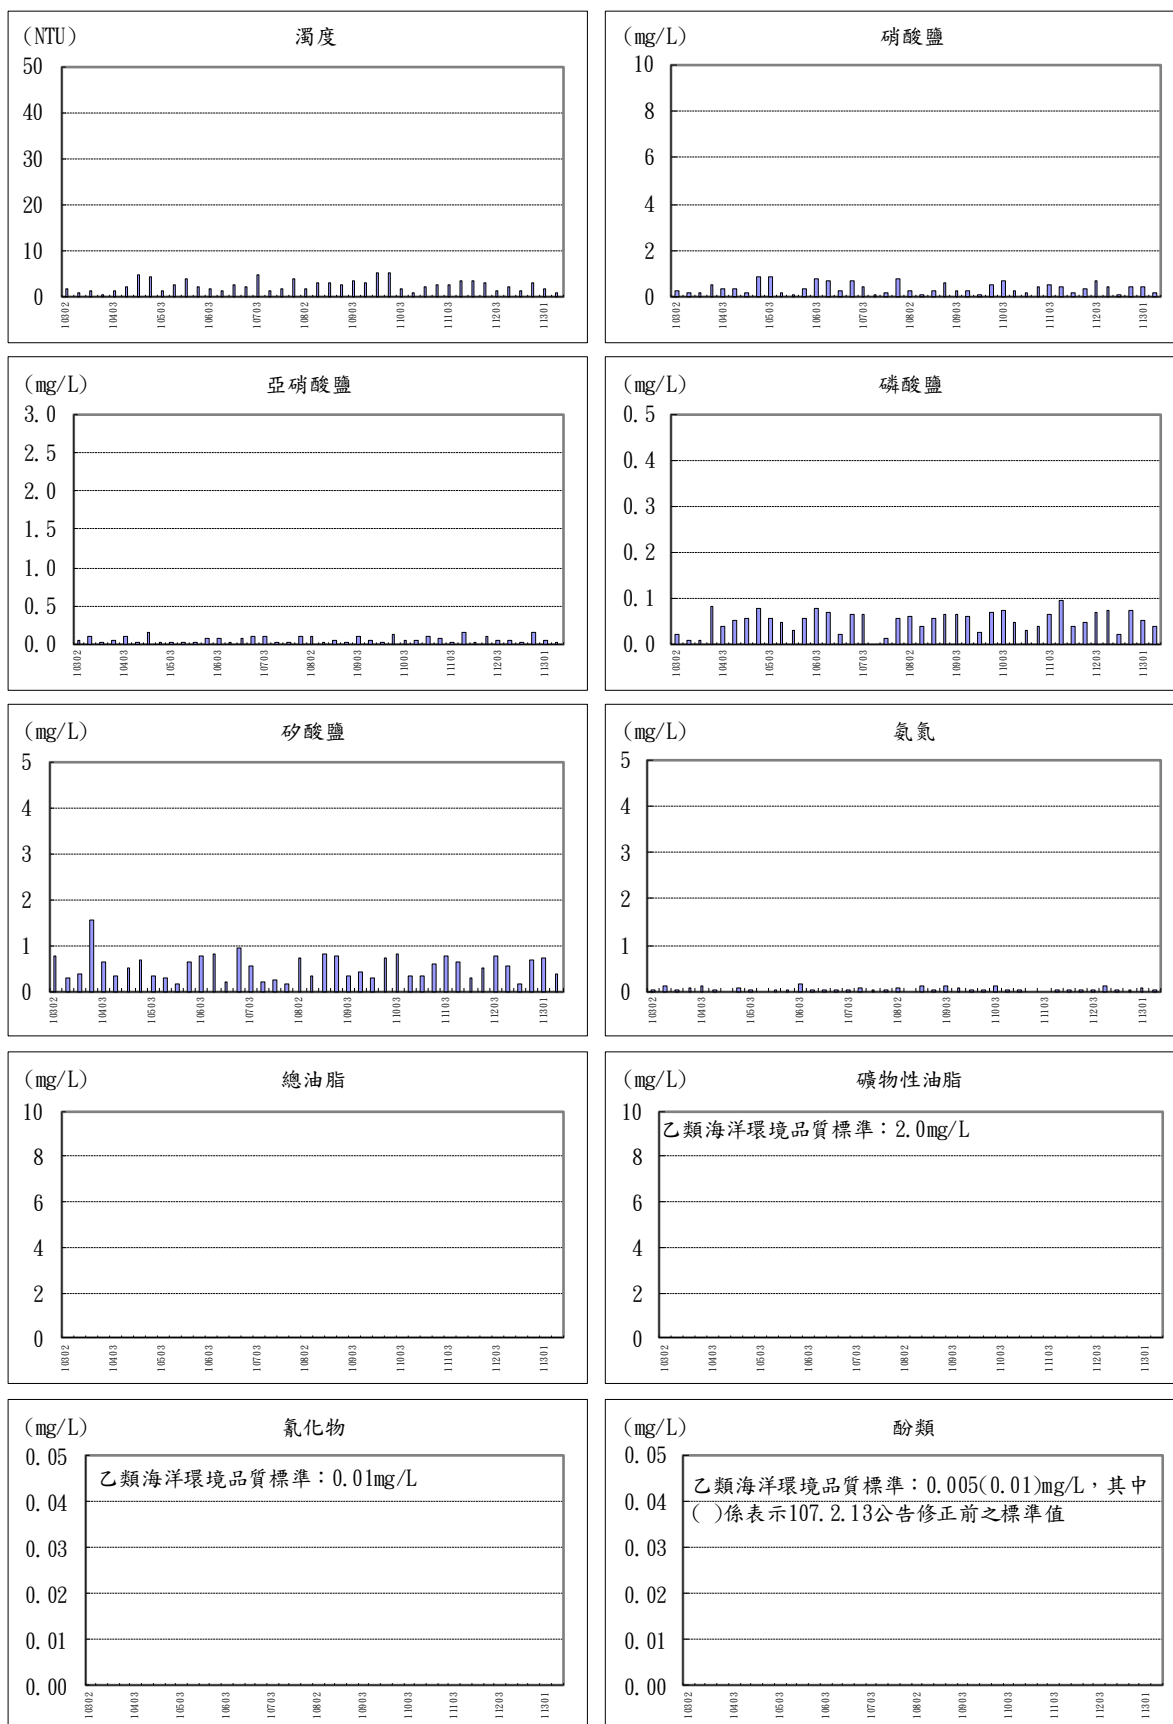 (NTU) 濁度
50
40
30
20
10
0
10302 10403 10503 10603 10703 10802 10903 11003 11103 11203 11301
(mg/L) 硝酸鹽
10
8
6
4
2
0
10302 10403 10503 10603 10703 10802 10903 11003 11103 11203 11301
(mg/L) 亞硝酸鹽
3.0
2.5
2.0
1.5
1.0
0.5
0.0
10302 10403 10503 10603 10703 10802 10903 11003 11103 11203 11301
(mg/L) 磷酸鹽
0.5
0.4
0.3
0.2
0.1
0.0
10302 10403 10503 10603 10703 10802 10903 11003 11103 11203 11301
(mg/L) 矽酸鹽
5
4
3
2
1
0
10302 10403 10503 10603 10703 10802 10903 11003 11103 11203 11301
(mg/L) 氨氮
5
4
3
2
1
0
10302 10403 10503 10603 10703 10802 10903 11003 11103 11203 11301
(mg/L) 總油脂
10
8
6
4
2
0
10302 10403 10503 10603 10703 10802 10903 11003 11103 11203 11301
(mg/L) 礦物性油脂
乙類海洋環境品質標準：2.0mg/L
10
8
6
4
2
0
10302 10403 10503 10603 10703 10802 10903 11003 11103 11203 11301
(mg/L) 氰化物
乙類海洋環境品質標準：0.01mg/L
0.05
0.04
0.03
0.02
0.01
0.00
10302 10403 10503 10603 10703 10802 10903 11003 11103 11203 11301
(mg/L) 酚類
乙類海洋環境品質標準：0.005(0.01)mg/L，其中
( )係表示107.2.13公告修正前之標準值
0.05
0.04
0.03
0.02
0.01
0.00
10302 10403 10503 10603 10703 10802 10903 11003 11103 11203 11301